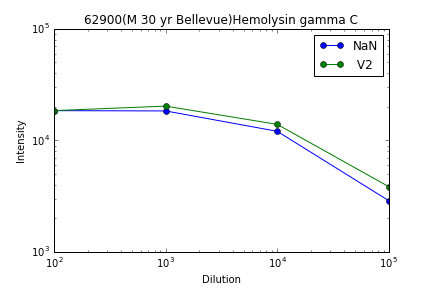 62900(M 30 yr Bellevue)Hemolysin gamma C
NaN
V2
10^5
10^4
10^3
Intensity
10^2 10^3 10^4 10^5
Dilution